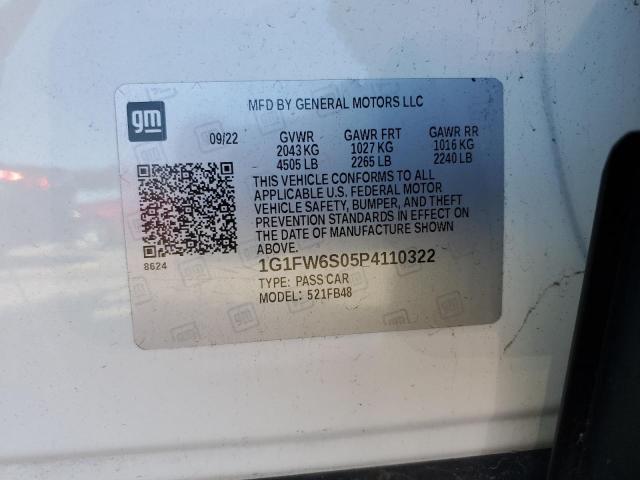 MFD BY GENERAL MOTORS LLC
gm
09/22 GVWR GAWR FRT GAWR RR
2043 KG 1027 KG 1016 KG
4505 LB 2265 LB 2240 LB
THIS VEHICLE CONFORMS TO ALL
APPLICABLE U.S. FEDERAL MOTOR
VEHICLE SAFETY, BUMPER, AND THEFT
PREVENTION STANDARDS IN EFFECT ON
THE DATE OF MANUFACTURE SHOWN
ABOVE.
8624
1G1FW6S05P4110322
TYPE: PASS CAR
MODEL: 521FB48